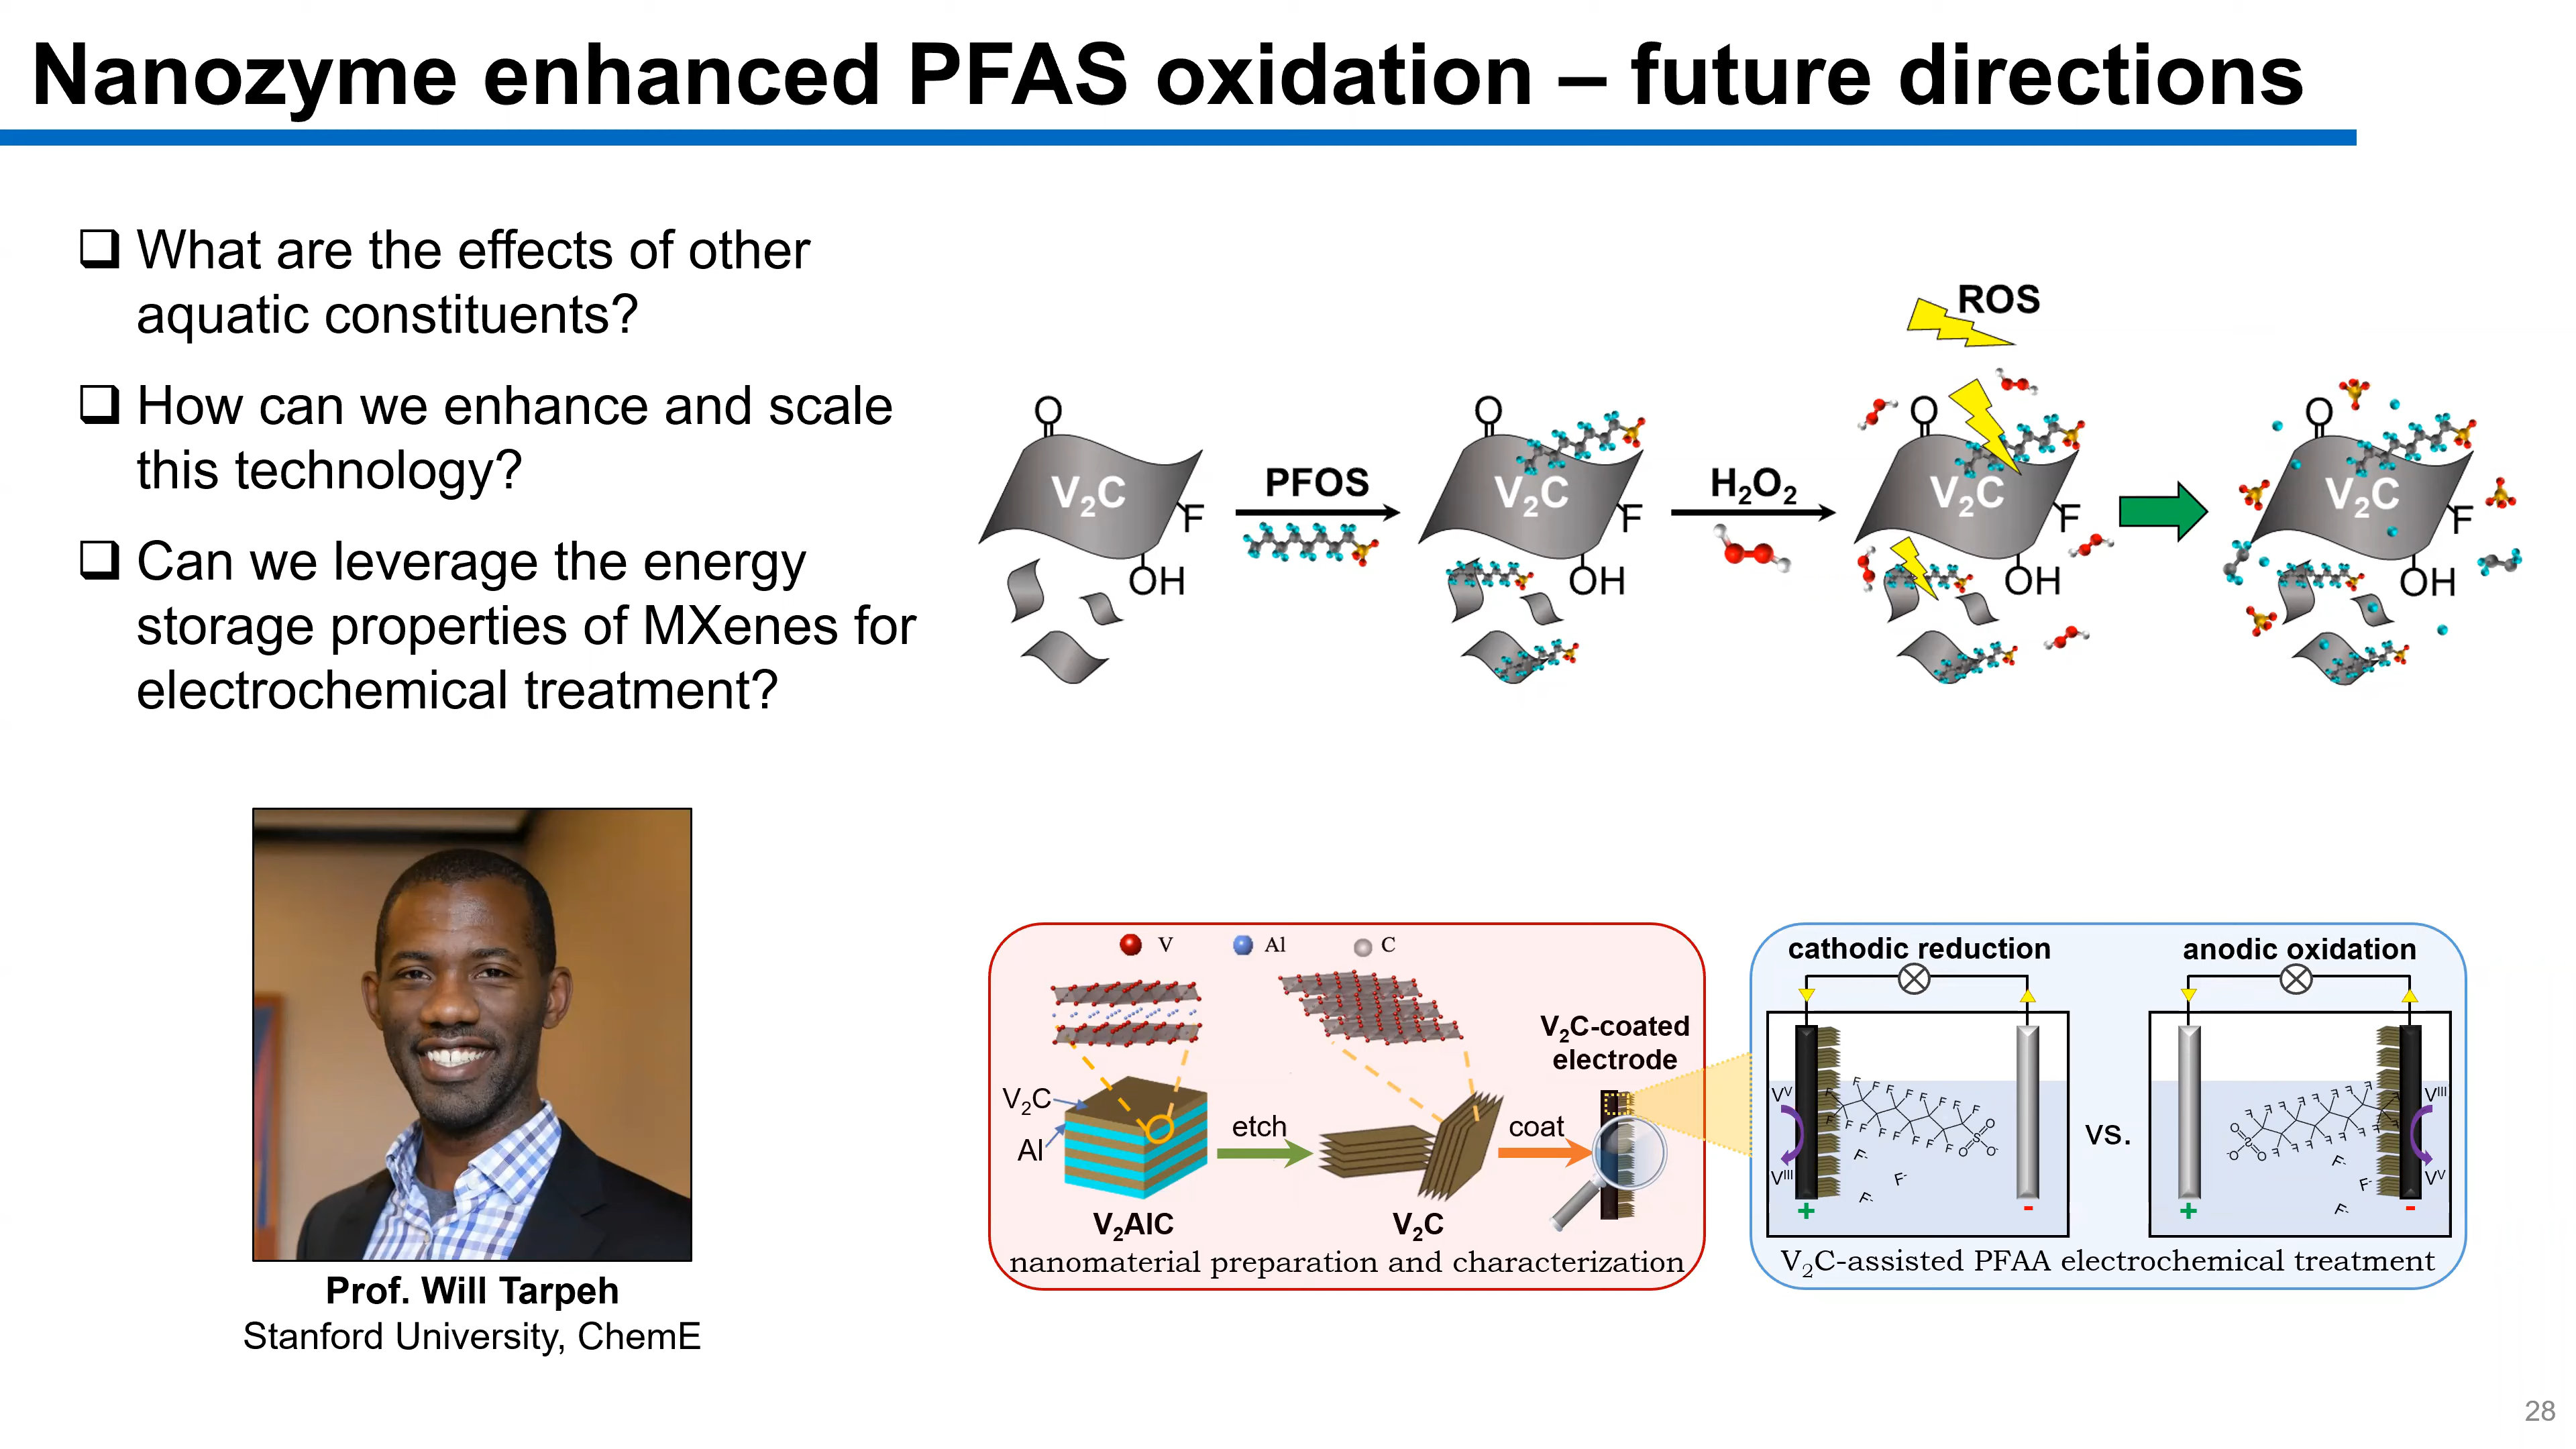 Nanozyme enhanced PFAS oxidation – future directions
What are the effects of other
aquatic constituents?
How can we enhance and scale
this technology?
Can we leverage the energy
storage properties of MXenes for
electrochemical treatment?
ROS
O
V₂C
F
OH
PFOS
O
V₂C
F
OH
H₂O₂
O
V₂C
F
OH
O
V₂C
F
OH
Prof. Will Tarpeh
Stanford University, ChemE
V Al C
V₂C
Al
etch
coat
V₂C-coated
electrode
V₂AlC
V₂C
nanomaterial preparation and characterization
cathodic reduction
Vⱽ
Vᴵᴵᴵ
F F F F F F F F
F F F F F F F F
O
S
O O⁻
F⁻
F⁻
F⁻
+ -
vs.
anodic oxidation
Vᴵᴵᴵ
Vⱽ
F F F F F F F F
F F F F F F
O
S
⁻O O
F⁻
F⁻
F⁻
+ -
V₂C-assisted PFAA electrochemical treatment
28